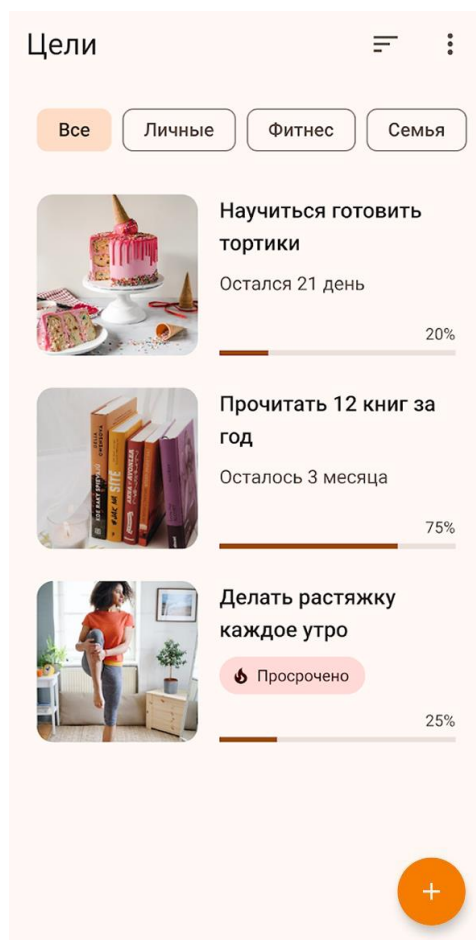 Цели
Все
Личные
Фитнес
Семья
Научиться готовить
тортики
Остался 21 день
20%
Прочитать 12 книг за
год
Осталось 3 месяца
75%
Делать растяжку
каждое утро
Просрочено
25%